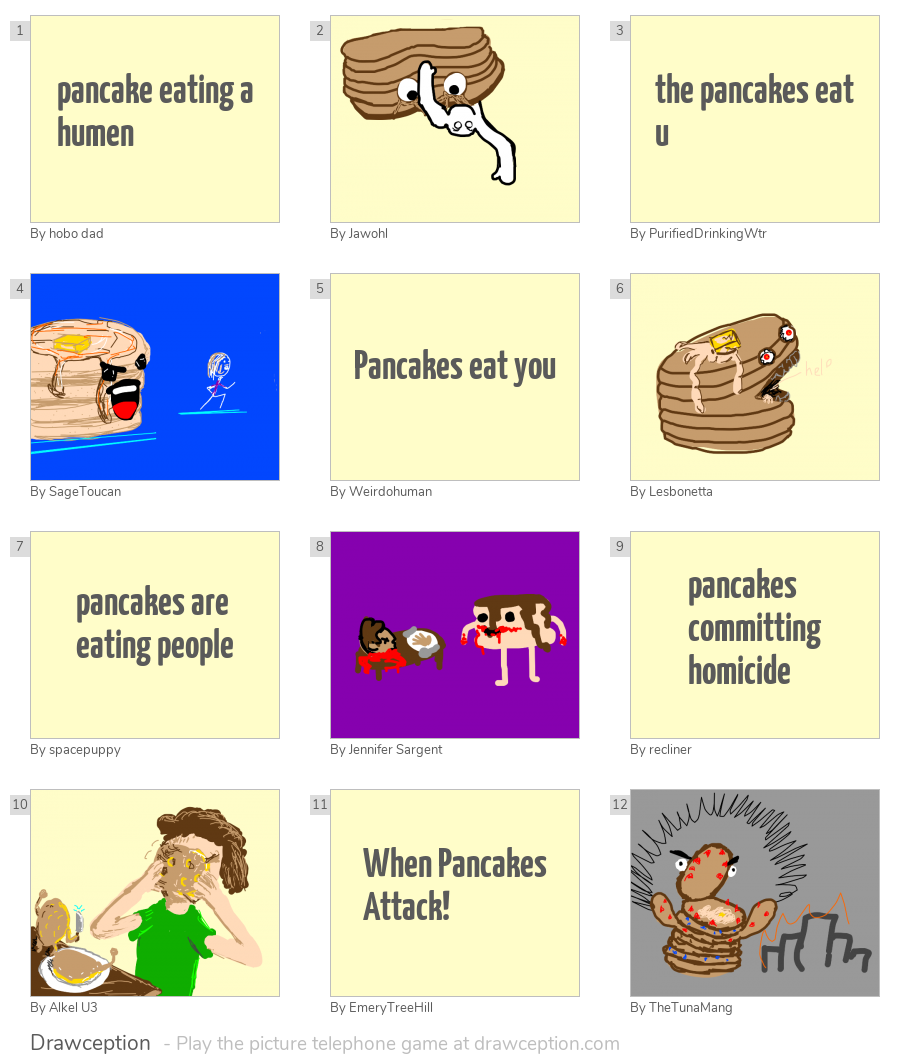 1
pancake eating a
humen
By hobo dad
2
By Jawohl
3
the pancakes eat
u
By PurifiedDrinkingWtr
4
By SageToucan
5
Pancakes eat you
By Weirdohuman
6
help
By Lesbonetta
7
pancakes are
eating people
By spacepuppy
8
By Jennifer Sargent
9
pancakes
committing
homicide
By recliner
10
By Alkel U3
11
When Pancakes
Attack!
By EmeryTreeHill
12
By TheTunaMang
Drawception - Play the picture telephone game at drawception.com